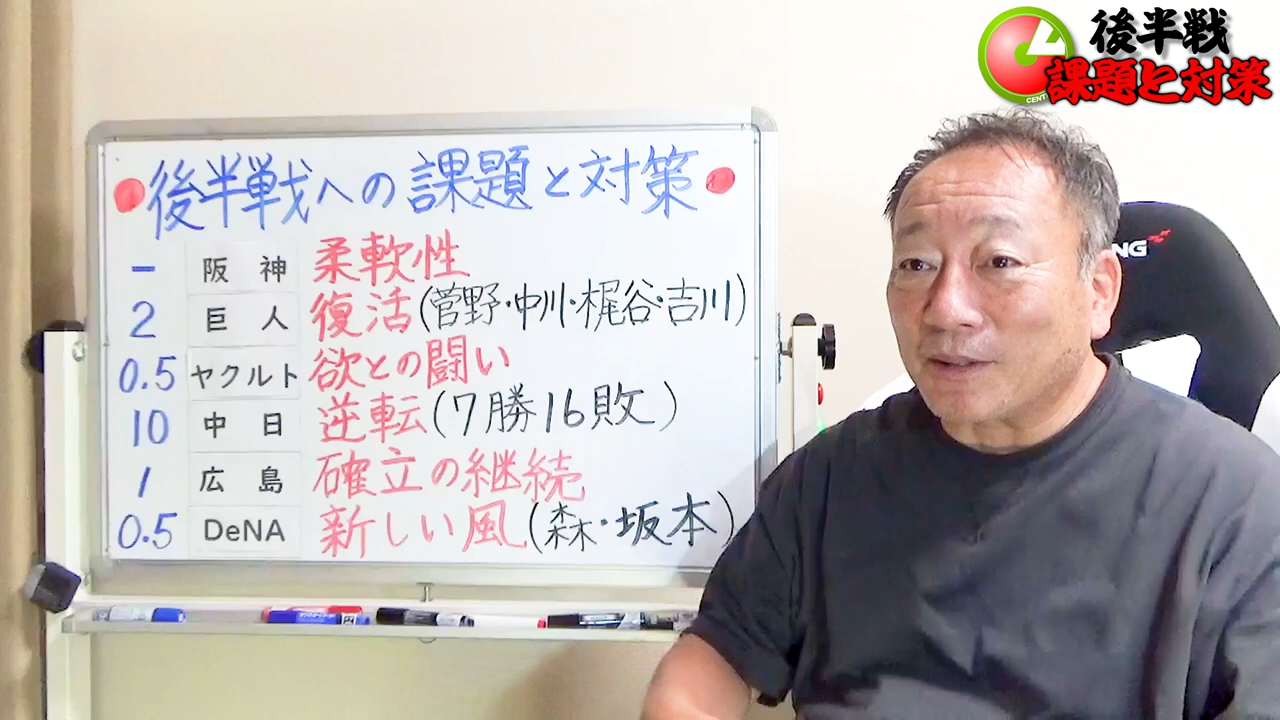 後半戦
課題と対策
CENT
NG
後半戦への課題と対策
ー 阪神 柔軟性
2 巨人 復活(菅野・中川・梶谷・吉川)
0.5 ヤクルト 欲との闘い
10 中日 逆転(7勝16敗)
1 広島 確立の継続
0.5 DeNA 新しい風(森・坂本)